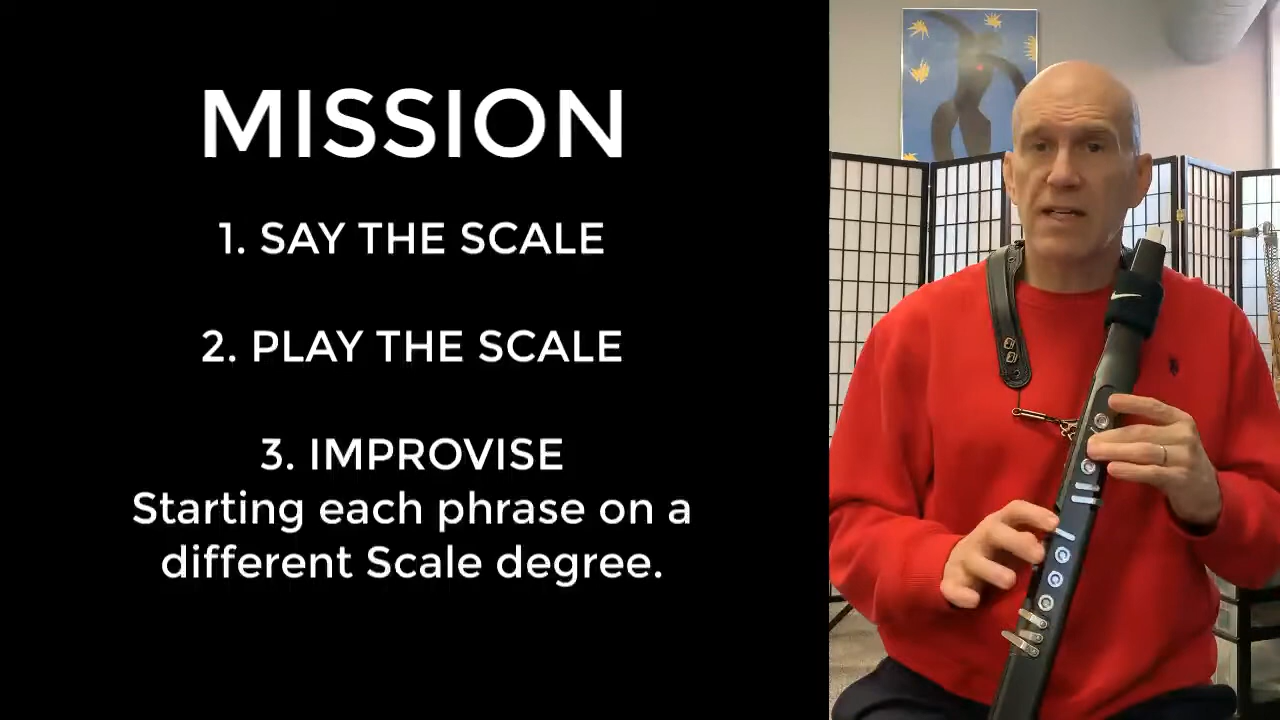 MISSION
1. SAY THE SCALE
2. PLAY THE SCALE
3. IMPROVISE
Starting each phrase on a
different Scale degree.